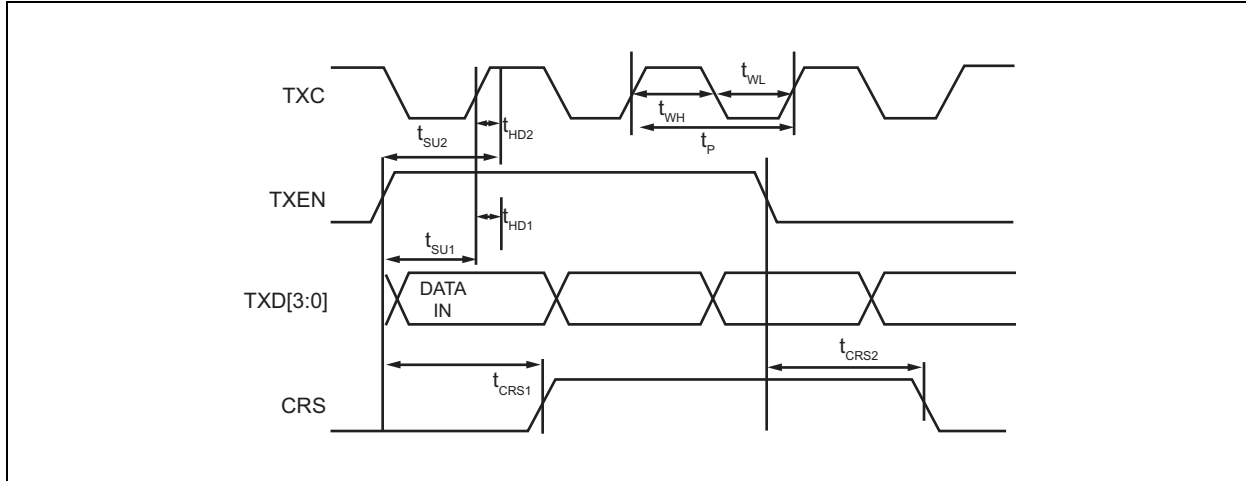 TXC
t_WL
t_WH
t_HD2
t_SU2
t_P
TXEN
t_HD1
t_SU1
TXD[3:0]
DATA
IN
t_CRS2
t_CRS1
CRS